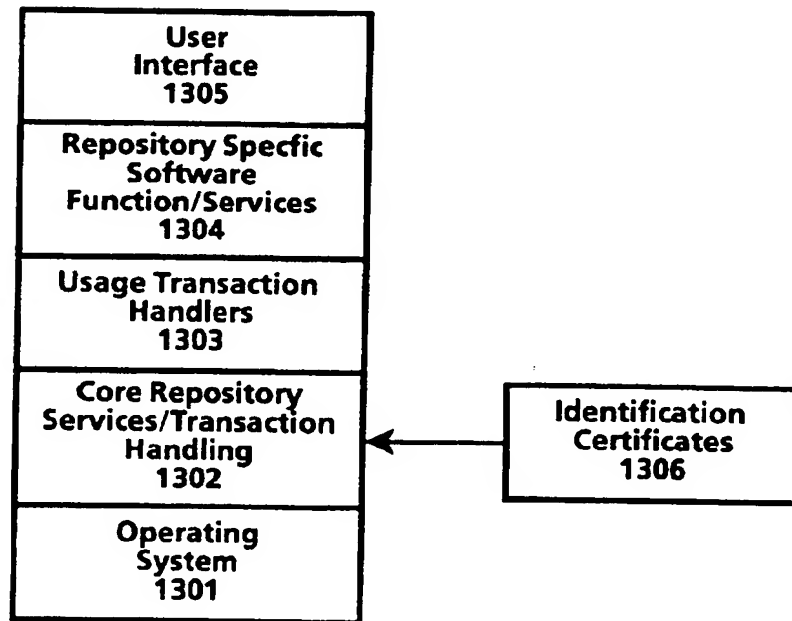 User
Interface
1305
Repository Specfic
Software
Function/Services
1304
Usage Transaction
Handlers
1303
Core Repository
Services/Transaction
Handling
1302
Operating
System
1301
Identification
Certificates
1306